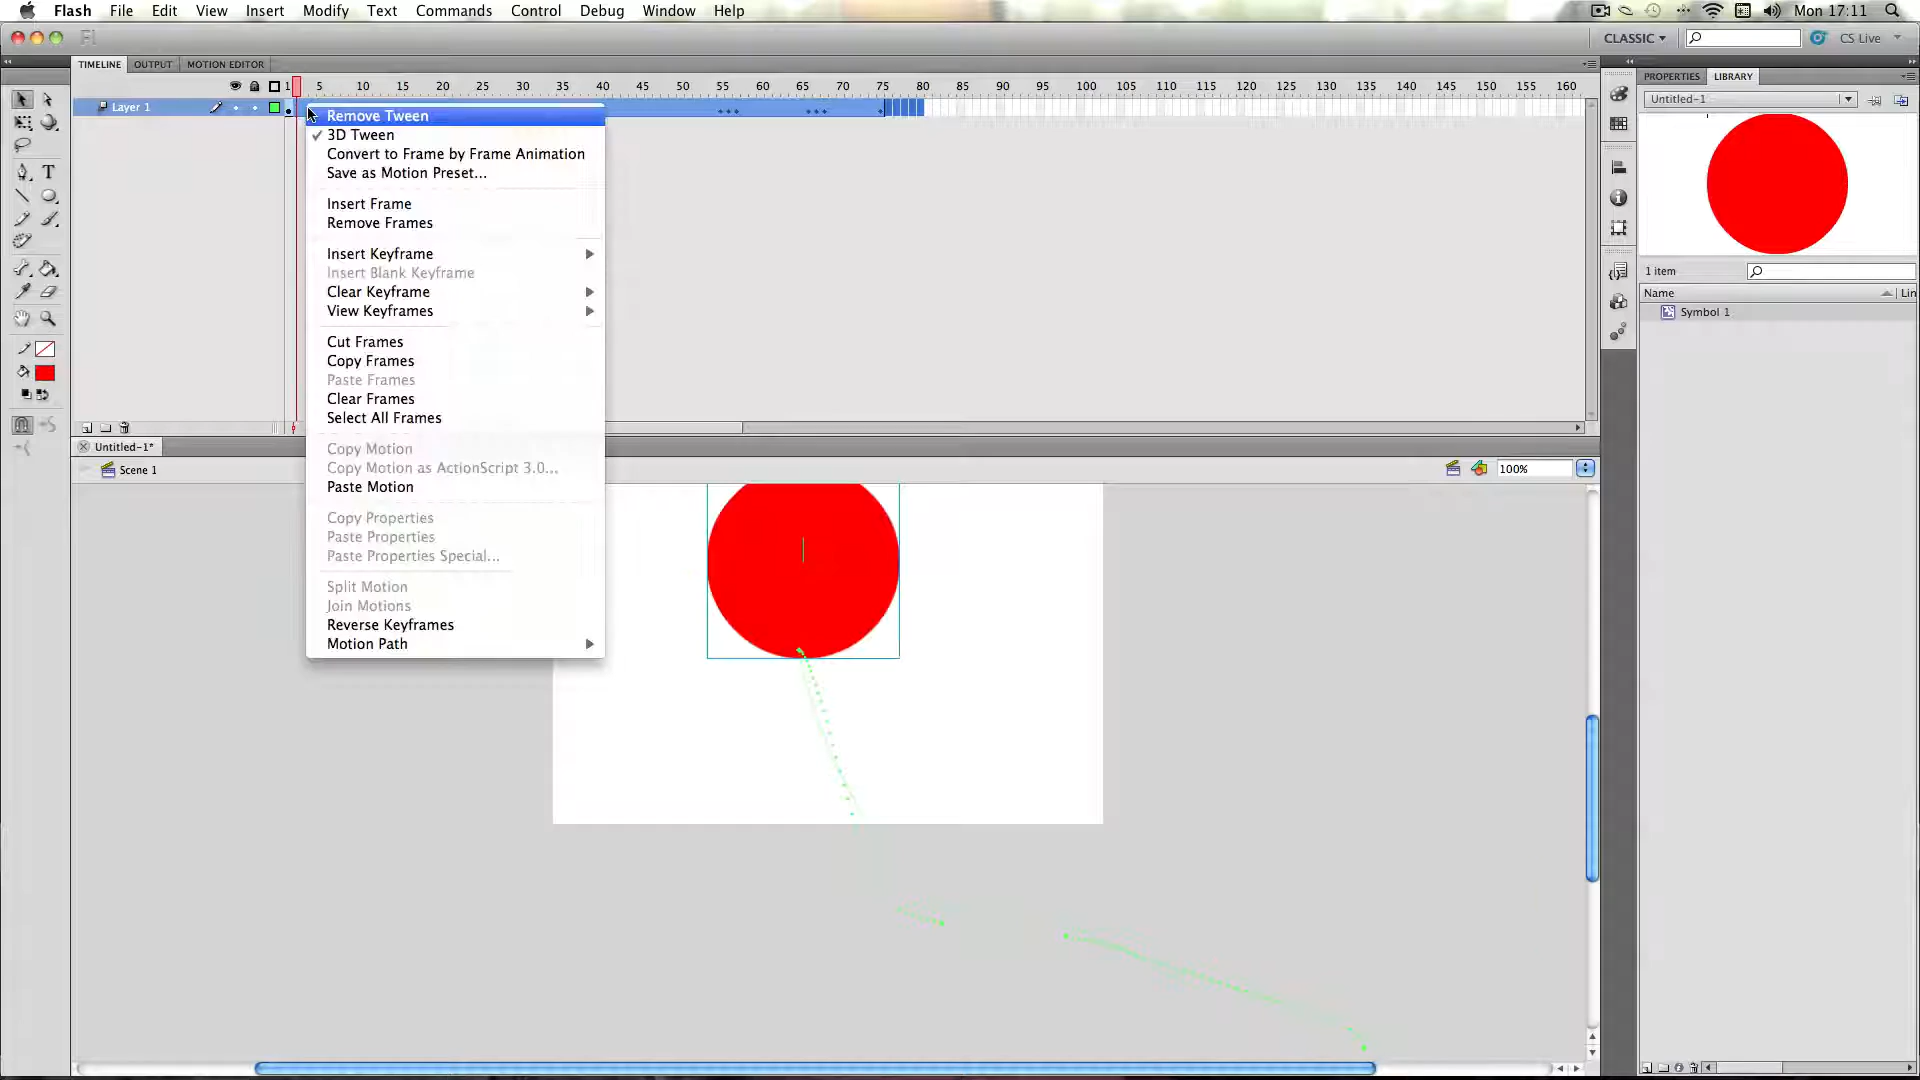 Flash File Edit View Insert Modify Text Commands Control Debug Window Help Mon 17:11
Fl CLASSIC CS Live
TIMELINE OUTPUT MOTION EDITOR
PROPERTIES LIBRARY
1 5 10 15 20 25 30 35 40 45 50 55 60 65 70 75 80 85 90 95 100 105 110 115 120 125 130 135 140 145 150 155 160
Untitled-1
Layer 1
Remove Tween
3D Tween
Convert to Frame by Frame Animation
Save as Motion Preset...
Insert Frame
Remove Frames
Insert Keyframe
Insert Blank Keyframe
Clear Keyframe
View Keyframes
Cut Frames
Copy Frames
Paste Frames
Clear Frames
Select All Frames
Copy Motion
Copy Motion as ActionScript 3.0...
Paste Motion
Copy Properties
Paste Properties
Paste Properties Special...
Split Motion
Join Motions
Reverse Keyframes
Motion Path
1 item
Name Lin
Symbol 1
Untitled-1*
Scene 1
100%